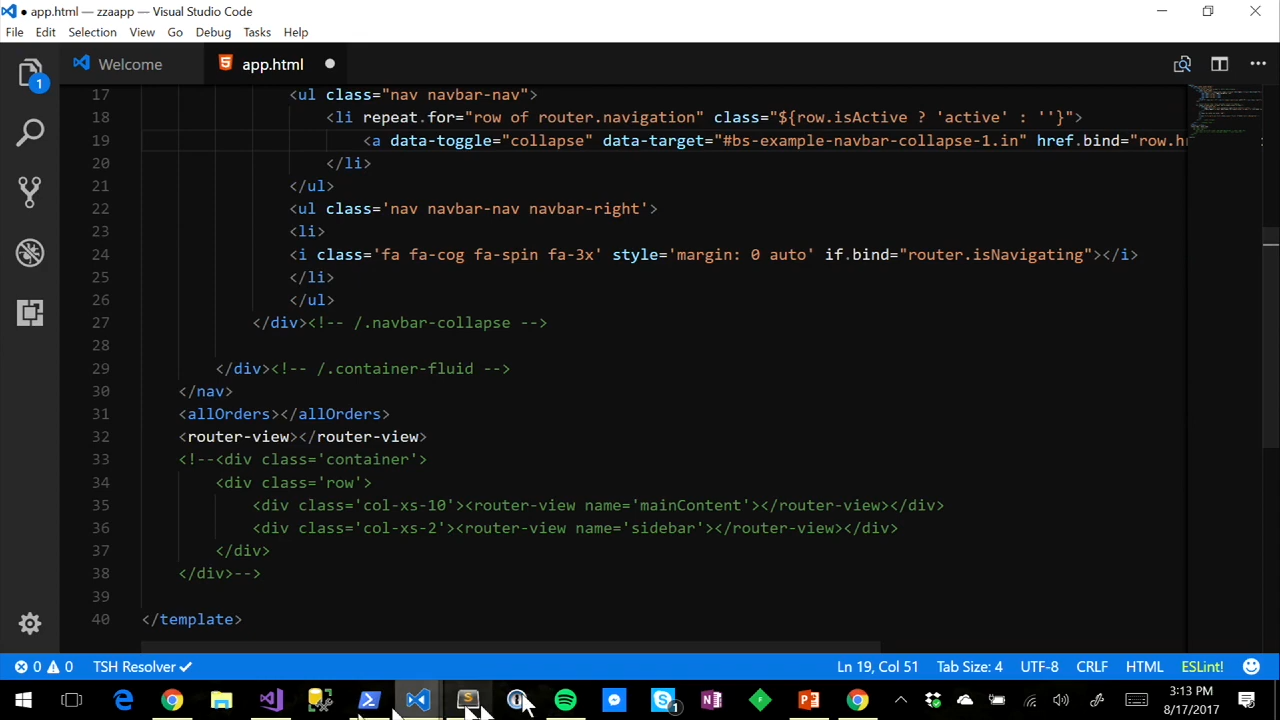 app.html — zzaapp — Visual Studio Code
File Edit Selection View Go Debug Tasks Help
1
Welcome
app.html
17 <ul class="nav navbar-nav">
18 <li repeat.for="row of router.navigation" class="${row.isActive ? 'active' : ''}">
19 <a data-toggle="collapse" data-target="#bs-example-navbar-collapse-1.in" href.bind="row.h
20 </li>
21 </ul>
22 <ul class='nav navbar-nav navbar-right'>
23 <li>
24 <i class='fa fa-cog fa-spin fa-3x' style='margin: 0 auto' if.bind="router.isNavigating"></i>
25 </li>
26 </ul>
27 </div><!-- /.navbar-collapse -->
28
29 </div><!-- /.container-fluid -->
30 </nav>
31 <allOrders></allOrders>
32 <router-view></router-view>
33 <!--<div class='container'>
34 <div class='row'>
35 <div class='col-xs-10'><router-view name='mainContent'></router-view></div>
36 <div class='col-xs-2'><router-view name='sidebar'></router-view></div>
37 </div>
38 </div>-->
39
40 </template>
0 0 TSH Resolver Ln 19, Col 51 Tab Size: 4 UTF-8 CRLF HTML ESLint!
3:13 PM
8/17/2017